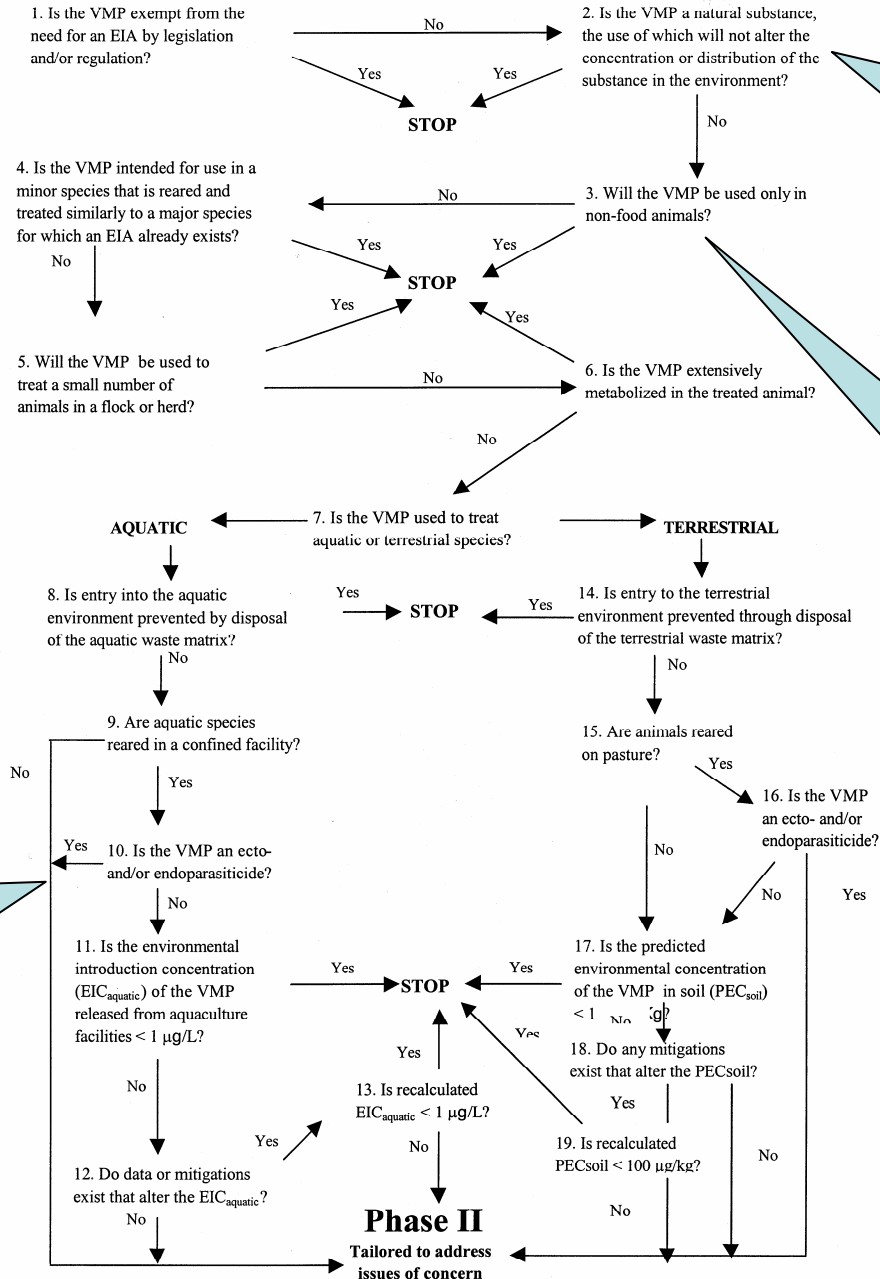 1. Is the VMP exempt from the
need for an EIA by legislation
and/or regulation?
No
2. Is the VMP a natural substance,
the use of which will not alter the
concentration or distribution of the
substance in the environment?
Yes
Yes
STOP
No
4. Is the VMP intended for use in a
minor species that is reared and
treated similarly to a major species
for which an EIA already exists?
No
3. Will the VMP be used only in
non-food animals?
Yes
Yes
No
STOP
Yes
Yes
5. Will the VMP be used to
treat a small number of
animals in a flock or herd?
No
6. Is the VMP extensively
metabolized in the treated animal?
No
AQUATIC
7. Is the VMP used to treat
aquatic or terrestrial species?
TERRESTRIAL
8. Is entry into the aquatic
environment prevented by disposal
of the aquatic waste matrix?
Yes
STOP
Yes
14. Is entry to the terrestrial
environment prevented through disposal
of the terrestrial waste matrix?
No
No
9. Are aquatic species
reared in a confined facility?
15. Are animals reared
on pasture?
No
Yes
Yes
16. Is the VMP
an ecto- and/or
endoparasiticide?
Yes
10. Is the VMP an ecto-
and/or endoparasiticide?
No
No
No
Yes
11. Is the environmental
introduction concentration
(EICaquatic) of the VMP
released from aquaculture
facilities < 1 µg/L?
Yes
STOP
Yes
17. Is the predicted
environmental concentration
of the VMP in soil (PECsoil)
< 1
No
Yes
Yes
18. Do any mitigations
exist that alter the PECsoil?
No
13. Is recalculated
EICaquatic < 1 µg/L?
Yes
Yes
No
19. Is recalculated
PECsoil < 100 µg/kg?
No
12. Do data or mitigations
exist that alter the EICaquatic?
No
No
Phase II
Tailored to address
issues of concern